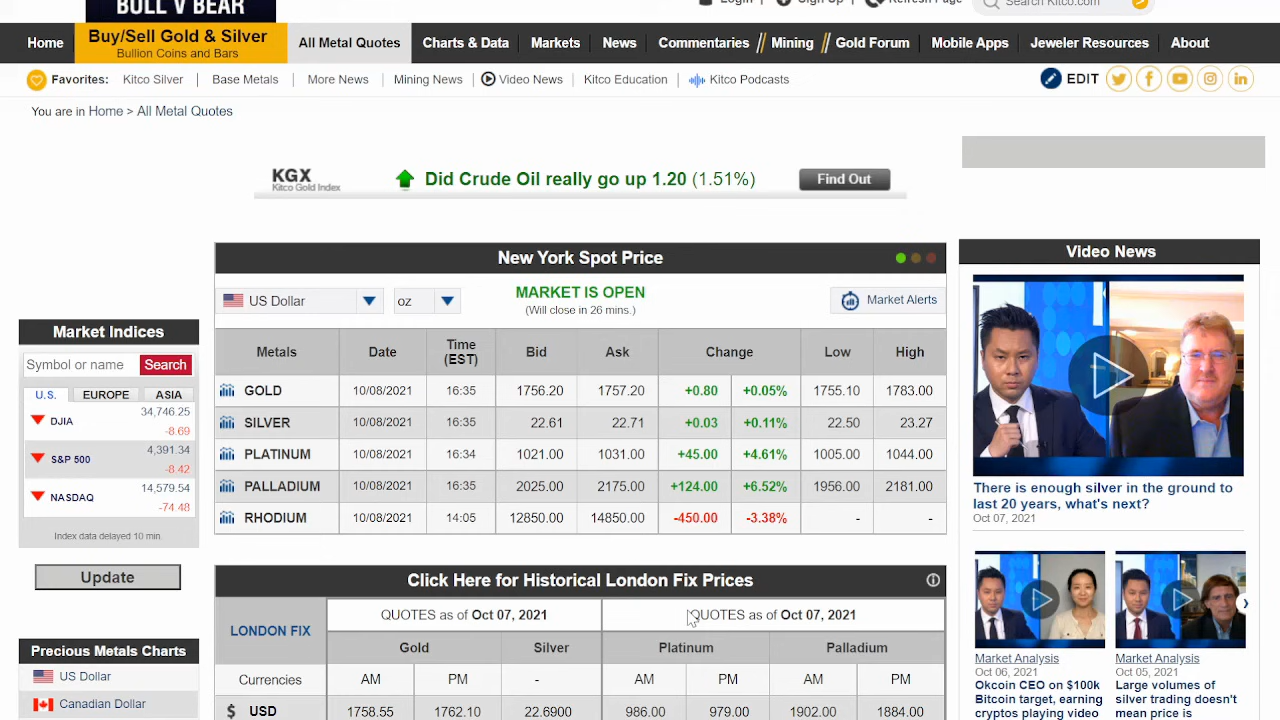 BULL V BEAR
Login
Sign Up
Refresh Page
Search Kitco.com
Home
Buy/Sell Gold & Silver
Bullion Coins and Bars
All Metal Quotes
Charts & Data
Markets
News
Commentaries
Mining
Gold Forum
Mobile Apps
Jeweler Resources
About
Favorites:
Kitco Silver
Base Metals
More News
Mining News
Video News
Kitco Education
Kitco Podcasts
EDIT
You are in Home > All Metal Quotes
KGX
Kitco Gold Index
Did Crude Oil really go up 1.20 (1.51%)
Find Out
New York Spot Price
US Dollar
oz
MARKET IS OPEN
(Will close in 26 mins.)
Market Alerts
Metals Date Time (EST) Bid Ask Change Low High
GOLD 10/08/2021 16:35 1756.20 1757.20 +0.80 +0.05% 1755.10 1783.00
SILVER 10/08/2021 16:35 22.61 22.71 +0.03 +0.11% 22.50 23.27
PLATINUM 10/08/2021 16:34 1021.00 1031.00 +45.00 +4.61% 1005.00 1044.00
PALLADIUM 10/08/2021 16:35 2025.00 2175.00 +124.00 +6.52% 1956.00 2181.00
RHODIUM 10/08/2021 14:05 12850.00 14850.00 -450.00 -3.38% - -
Market Indices
Symbol or name
Search
U.S. EUROPE ASIA
DJIA 34,746.25
-8.69
S&P 500 4,391.34
-8.42
NASDAQ 14,579.54
-74.48
Index data delayed 10 min.
Update
Precious Metals Charts
US Dollar
Canadian Dollar
Click Here for Historical London Fix Prices
LONDON FIX
QUOTES as of Oct 07, 2021
QUOTES as of Oct 07, 2021
Gold Silver Platinum Palladium
Currencies AM PM - AM PM AM PM
$ USD 1758.55 1762.10 22.6900 986.00 979.00 1902.00 1884.00
Video News
There is enough silver in the ground to
last 20 years, what's next?
Oct 07, 2021
Market Analysis
Oct 06, 2021
Okcoin CEO on $100k
Bitcoin target, earning
cryptos playing video
Market Analysis
Oct 05, 2021
Large volumes of
silver trading doesn't
mean price is